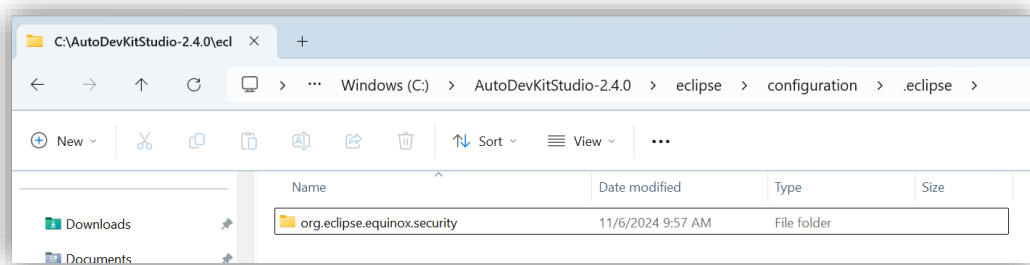 C:\AutoDevKitStudio-2.4.0\ecl
... Windows (C:) > AutoDevKitStudio-2.4.0 > eclipse > configuration > .eclipse >
New Sort View ...
Name Date modified Type Size
Downloads org.eclipse.equinox.security 11/6/2024 9:57 AM File folder
Documents